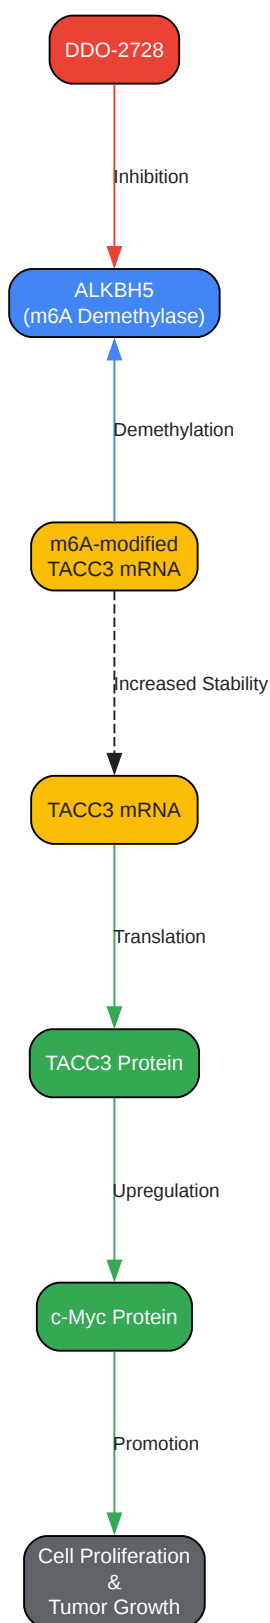 DDO-2728
Inhibition
ALKBH5
(m6A Demethylase)
Demethylation
m6A-modified
TACC3 mRNA
Increased Stability
TACC3 mRNA
Translation
TACC3 Protein
Upregulation
c-Myc Protein
Promotion
Cell Proliferation
&
Tumor Growth